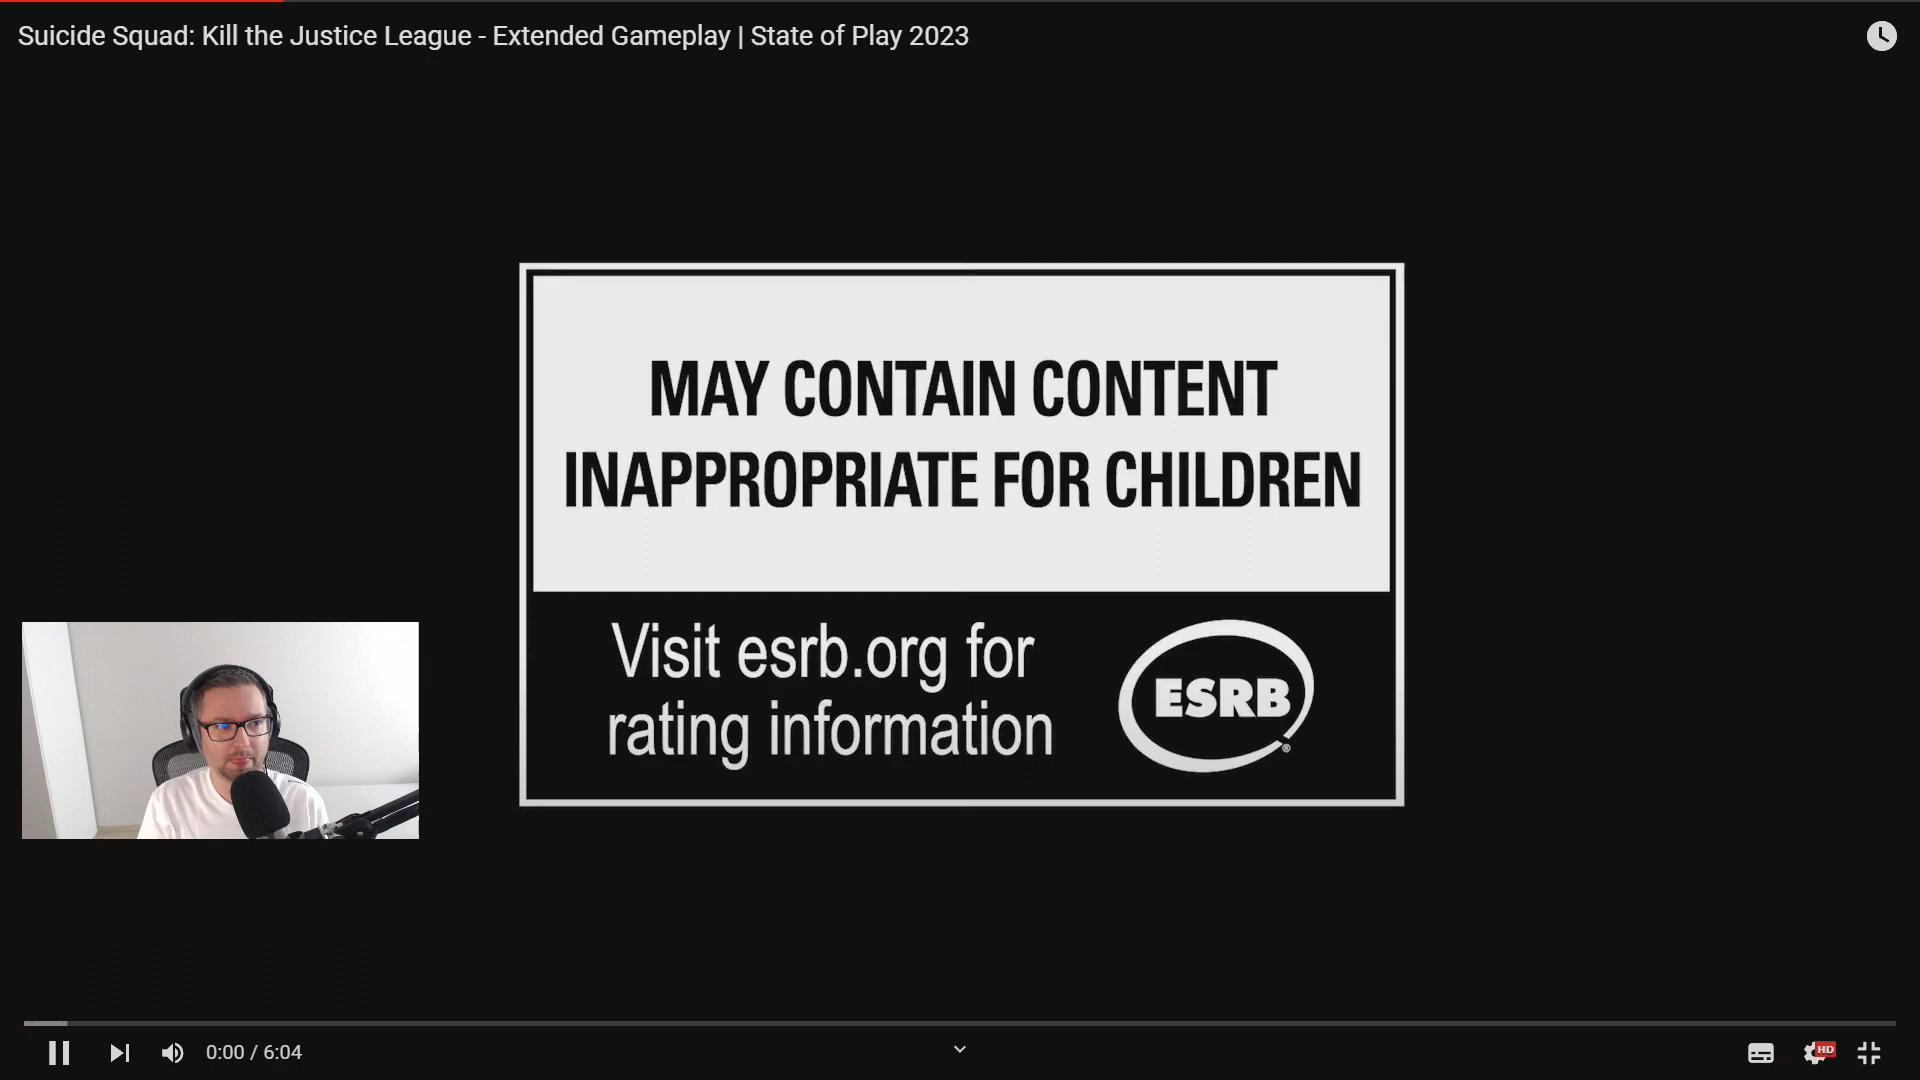 Suicide Squad: Kill the Justice League - Extended Gameplay | State of Play 2023
MAY CONTAIN CONTENT
INAPPROPRIATE FOR CHILDREN
Visit esrb.org for
rating information
ESRB
®
0:00 / 6:04
HD